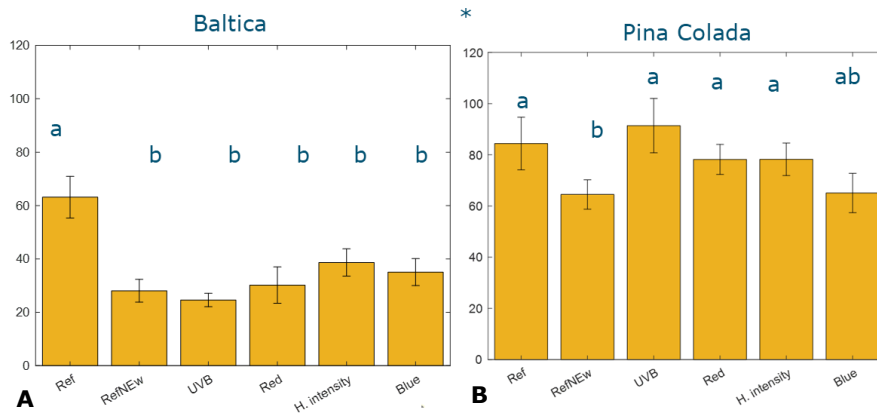 Baltica
*
Pina Colada
120
100
80
60
40
20
0
a
b
b
b
b
b
Ref
RefNEw
UVB
Red
H. intensity
Blue
A
120
100
80
60
40
20
0
a
b
a
a
a
ab
Ref
RefNEw
UVB
Red
H. intensity
Blue
B